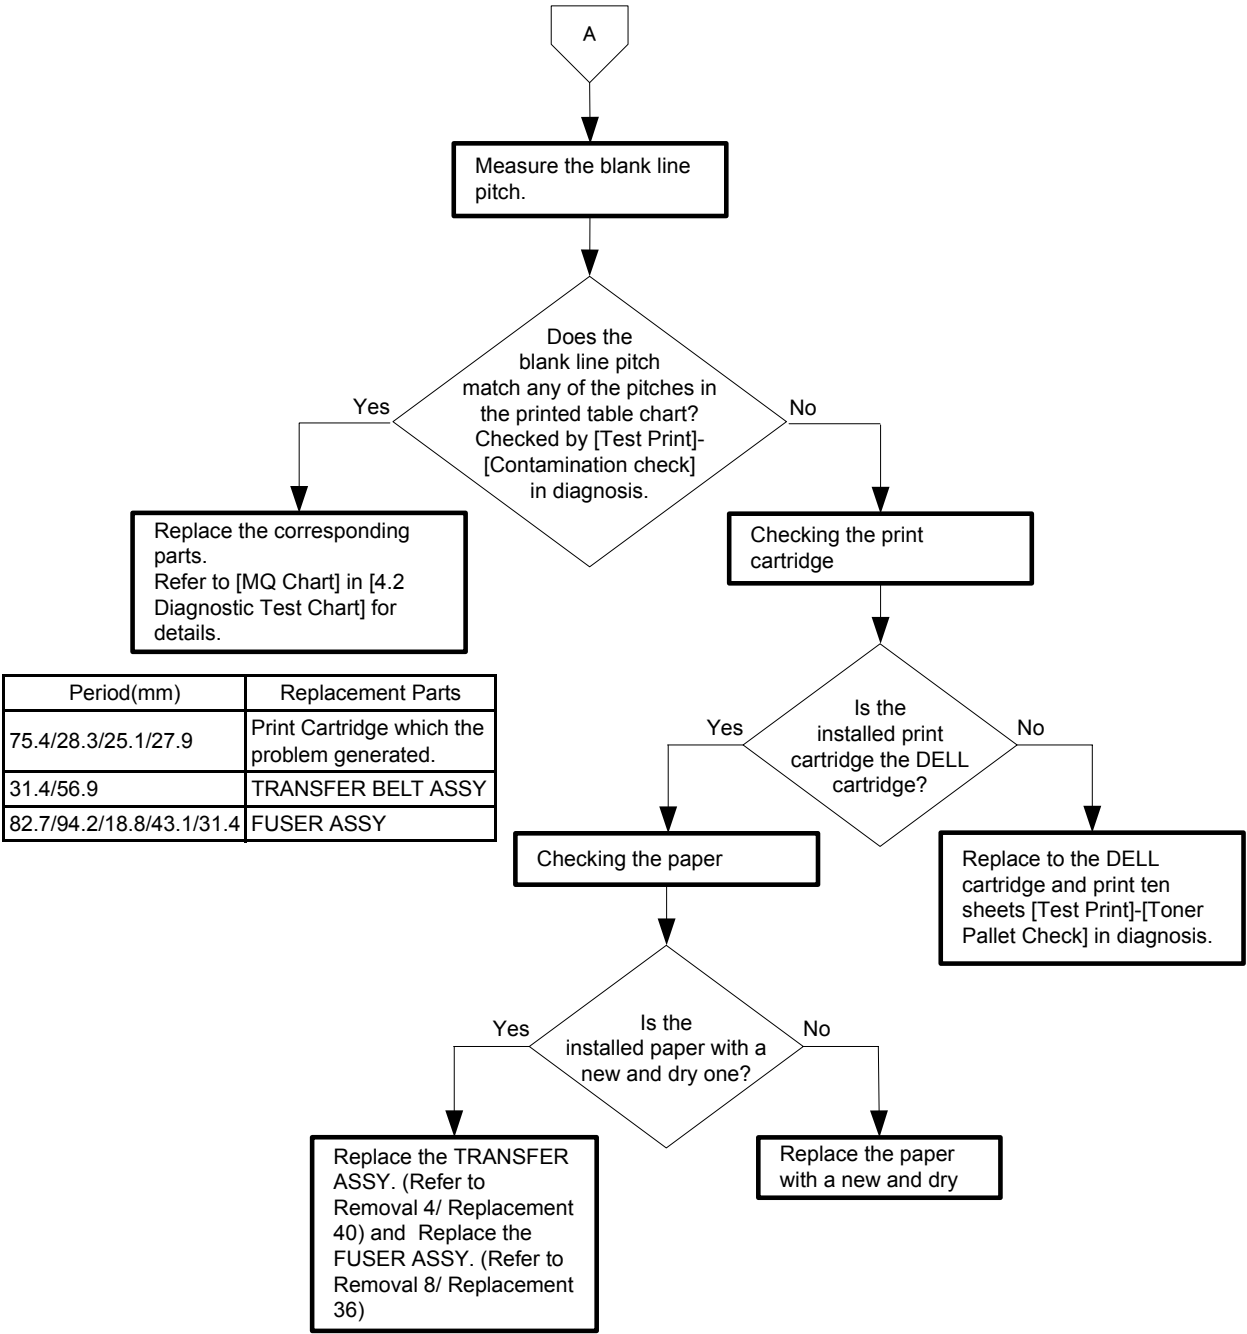 A
Measure the blank line
pitch.
Does the
blank line pitch
match any of the pitches in
the printed table chart?
Checked by [Test Print]-
[Contamination check]
in diagnosis.
Yes
No
Replace the corresponding
parts.
Refer to [MQ Chart] in [4.2
Diagnostic Test Chart] for
details.
Checking the print
cartridge
Period(mm) Replacement Parts
75.4/28.3/25.1/27.9 Print Cartridge which the
problem generated.
31.4/56.9 TRANSFER BELT ASSY
82.7/94.2/18.8/43.1/31.4 FUSER ASSY
Is the
installed print
cartridge the DELL
cartridge?
Yes
No
Checking the paper
Replace to the DELL
cartridge and print ten
sheets [Test Print]-[Toner
Pallet Check] in diagnosis.
Is the
installed paper with a
new and dry one?
Yes
No
Replace the TRANSFER
ASSY. (Refer to
Removal 4/ Replacement
40) and  Replace the
FUSER ASSY. (Refer to
Removal 8/ Replacement
36)
Replace the paper
with a new and dry